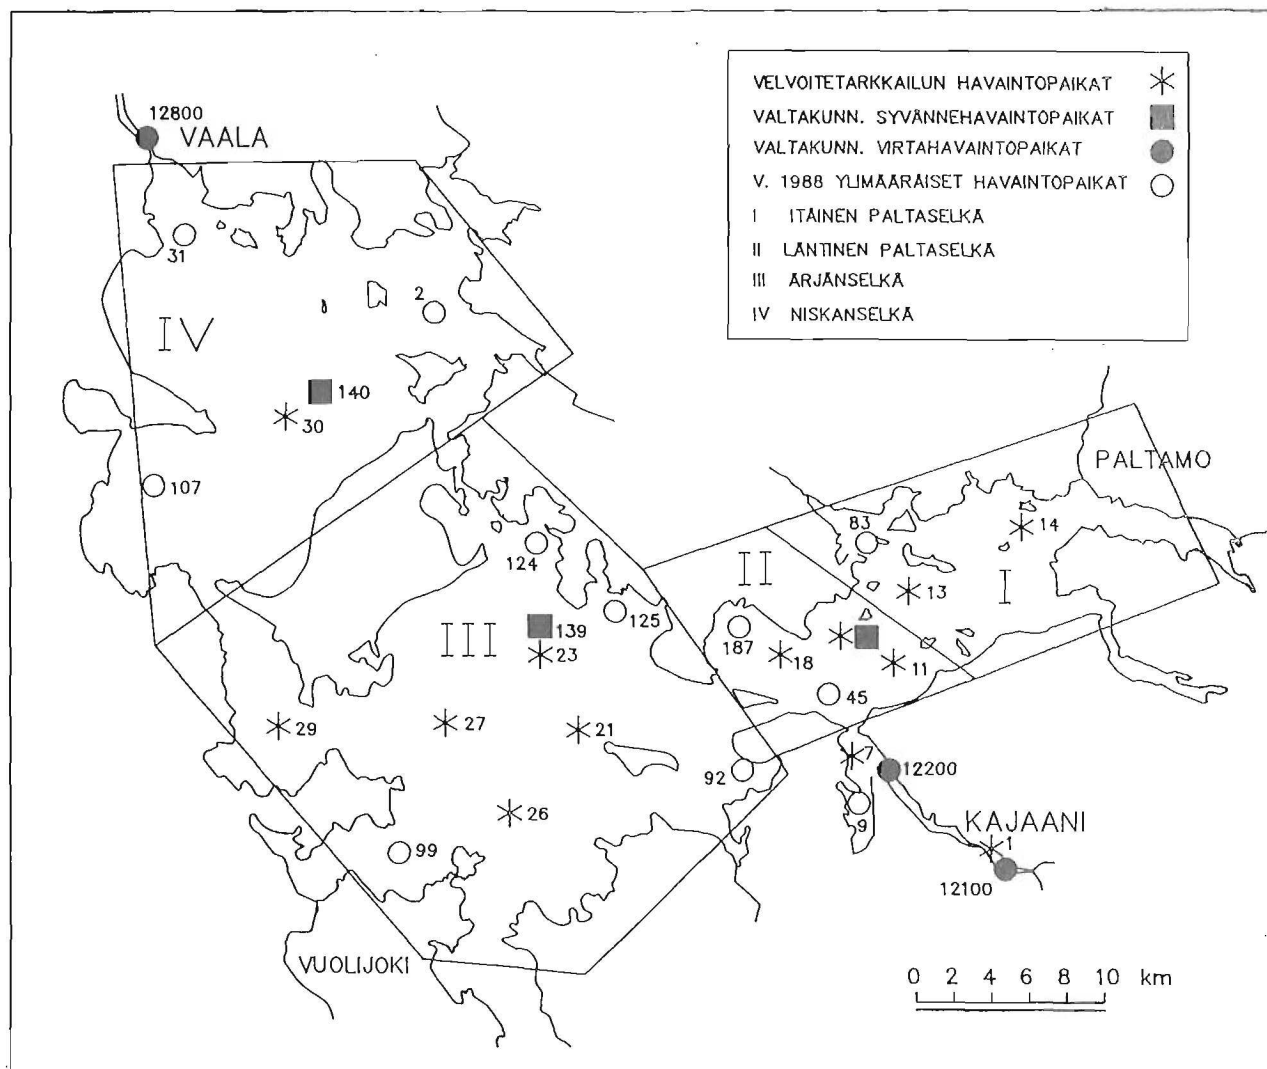 12800
VAALA
VELVOITETARKKAILUN HAVAINTOPAIKAT
VALTAKUNN. SYVÄNNEHAVAINTOPAIKAT
VALTAKUNN. VIRTAHAVAINTOPAIKAT
V. 1988 YLIMÄÄRÄISET HAVAINTOPAIKAT
I ITÄINEN PALTASELKÄ
II LÄNTINEN PALTASELKÄ
III ÄRJÄNSELKÄ
IV NISKANSELKÄ
31
2
IV
140
30
107
PALTAMO
83
14
124
II
13
I
125
139
III
23
187
18
11
45
29
27
21
7
92
12200
9
26
KAJAANI
1
99
12100
VUOLIJOKI
0 2 4 6 8 10 km